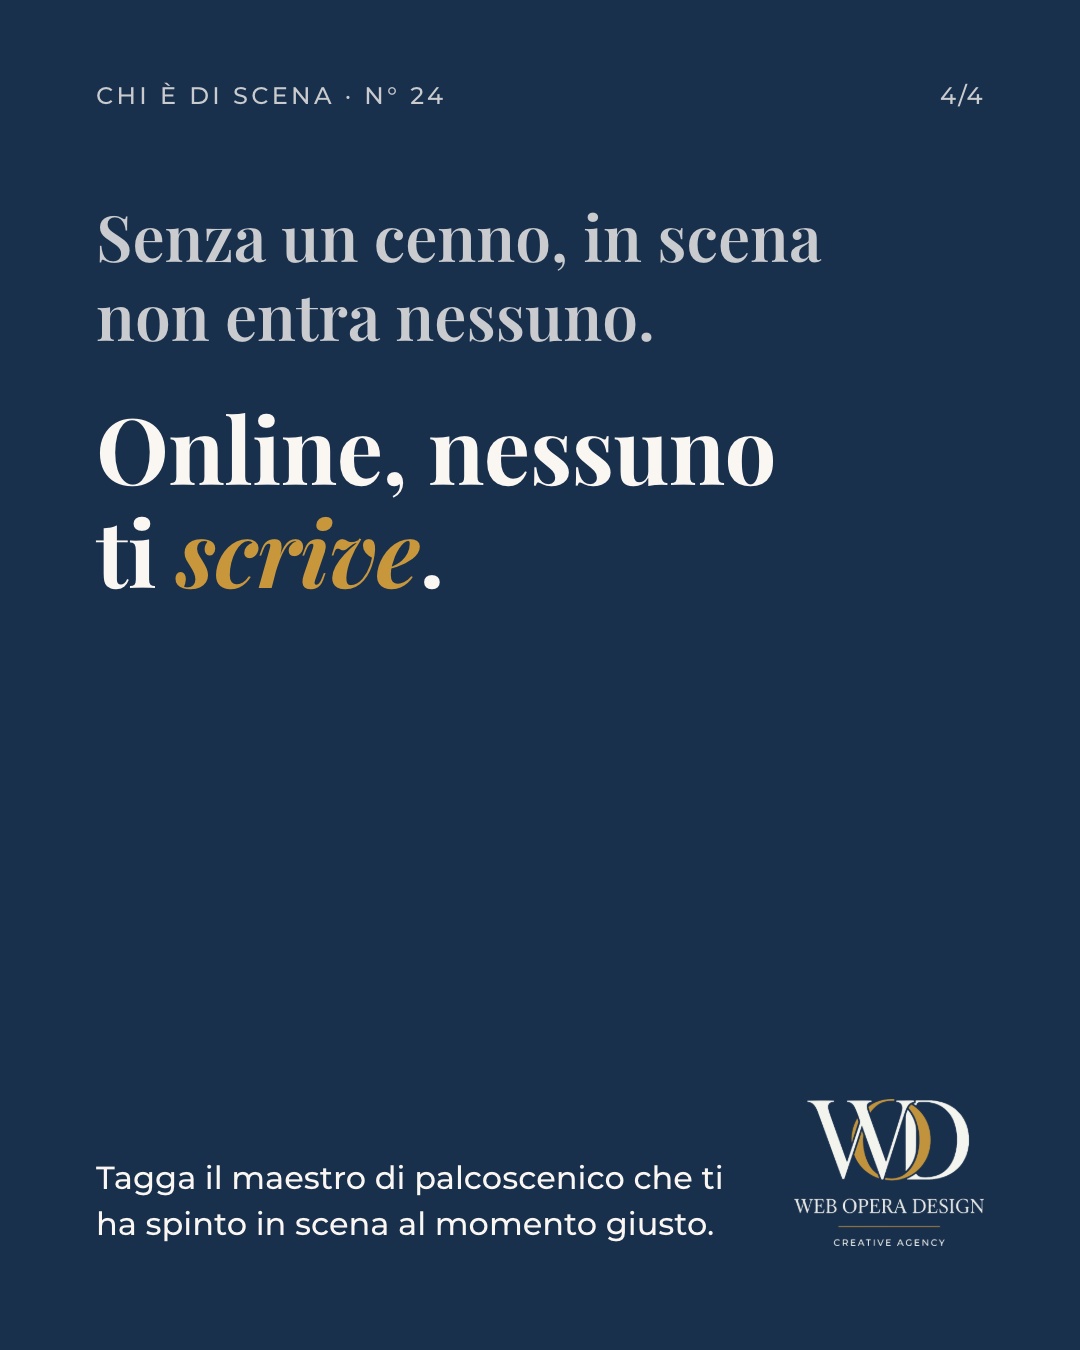 CHI È DI SCENA · N° 24
4/4
Senza un cenno, in scena
non entra nessuno.
Online, nessuno
ti scrive.
Tagga il maestro di palcoscenico che ti
ha spinto in scena al momento giusto.
WOD
WEB OPERA DESIGN
CREATIVE AGENCY